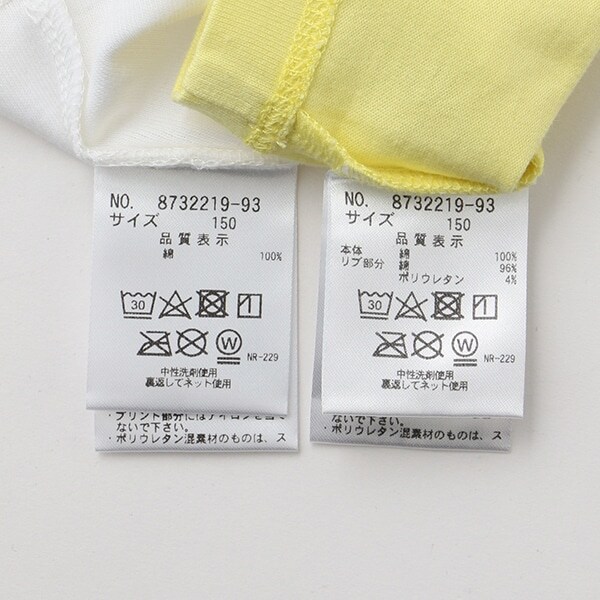 NO. 8732219-93
サイズ 150
品質表示
綿 100%
30
W
NR-229
中性洗剤使用
裏返してネット使用
・プリント部分にはアイロンを当
ないで下さい。
・ポリウレタン混素材のものは、ス
NO. 8732219-93
サイズ 150
品質表示
本体 綿 100%
リブ部分 綿 96%
ポリウレタン 4%
30
W
NR-229
中性洗剤使用
裏返してネット使用
ないで下さい。
・ポリウレタン混素材のものは、ス